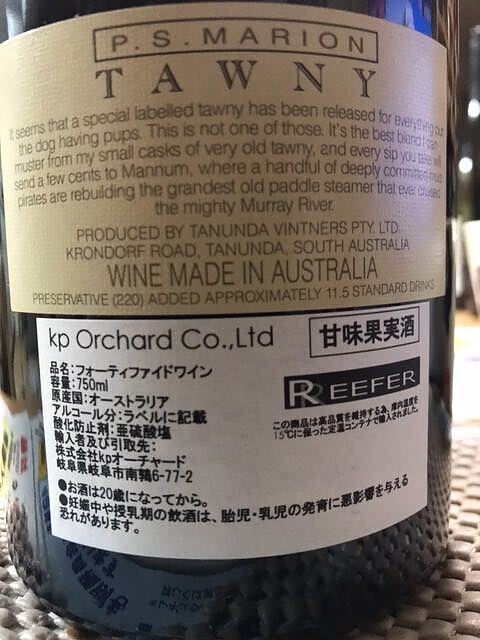 P.S.MARION
TAWNY
It seems that a special labelled tawny has been released for everything but
the dog having pups. This is not one of those. It's the best blend I can
muster from my small casks of very old tawny, and every sip you take will
send a few cents to Mannum, where a handful of deeply committed mud
pirates are rebuilding the grandest old paddle steamer that ever cruised
the mighty Murray River.
PRODUCED BY TANUNDA VINTNERS PTY. LTD.
KRONDORF ROAD, TANUNDA, SOUTH AUSTRALIA
WINE MADE IN AUSTRALIA
PRESERVATIVE (220) ADDED APPROXIMATELY 11.5 STANDARD DRINKS
kp Orchard Co.,Ltd
甘味果実酒
品名:フォーティファイドワイン
容量:750ml
原産国:オーストラリア
アルコール分:ラベルに記載
酸化防止剤:亜硫酸塩
輸入者及び引取先:
株式会社kpオーチャード
岐阜県岐阜市南鶉6-77-2
REEFER
この商品は高品質を維持する為、庫内温度を
15℃に保った定温コンテナで輸入されました。
●お酒は20歳になってから。
●妊娠中や授乳期の飲酒は、胎児・乳児の発育に悪影響を与える
恐れがあります。